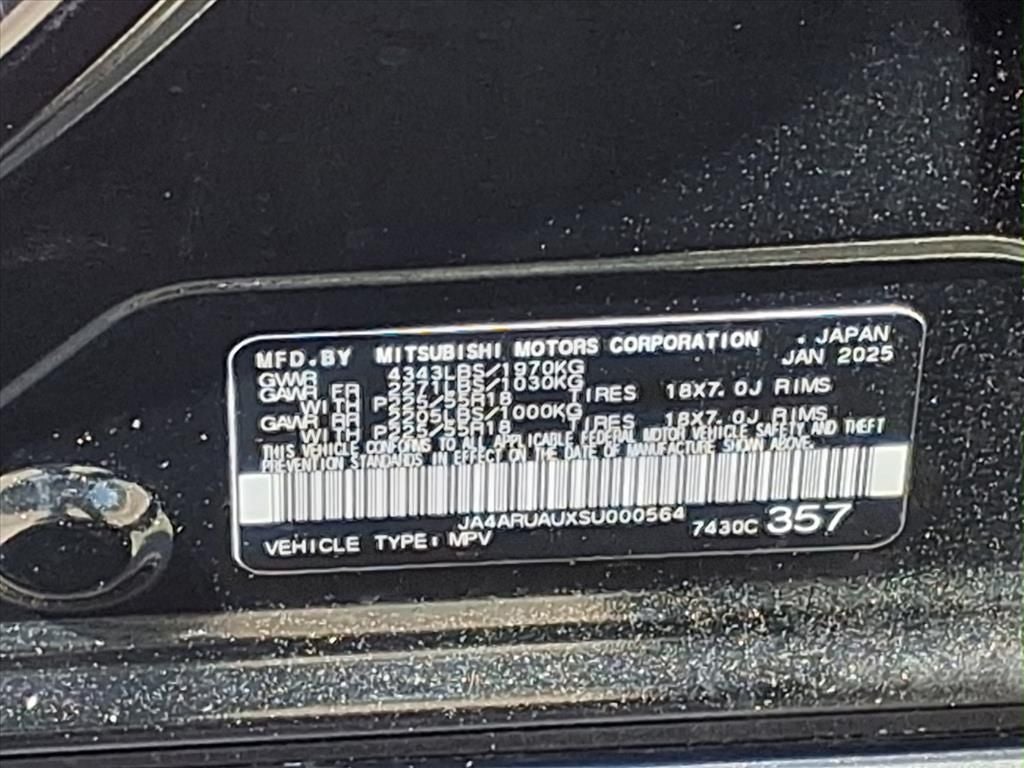 MFD.BY MITSUBISHI MOTORS CORPORATION , JAPAN
JAN 2025
GVWR 4343LBS/1970KG
GAWR FR 2271LBS/1030KG
WITH P225/55R18 TIRES 18X7.0J RIMS
GAWR RR 2205LBS/1000KG
WITH P225/55R18 TIRES 18X7.0J RIMS
THIS VEHICLE CONFORMS TO ALL APPLICABLE FEDERAL MOTOR VEHICLE SAFETY AND THEFT
PREVENTION STANDARDS IN EFFECT ON THE DATE OF MANUFACTURE SHOWN ABOVE.
JA4ARUAUXSU000564
VEHICLE TYPE: MPV 7430C 357